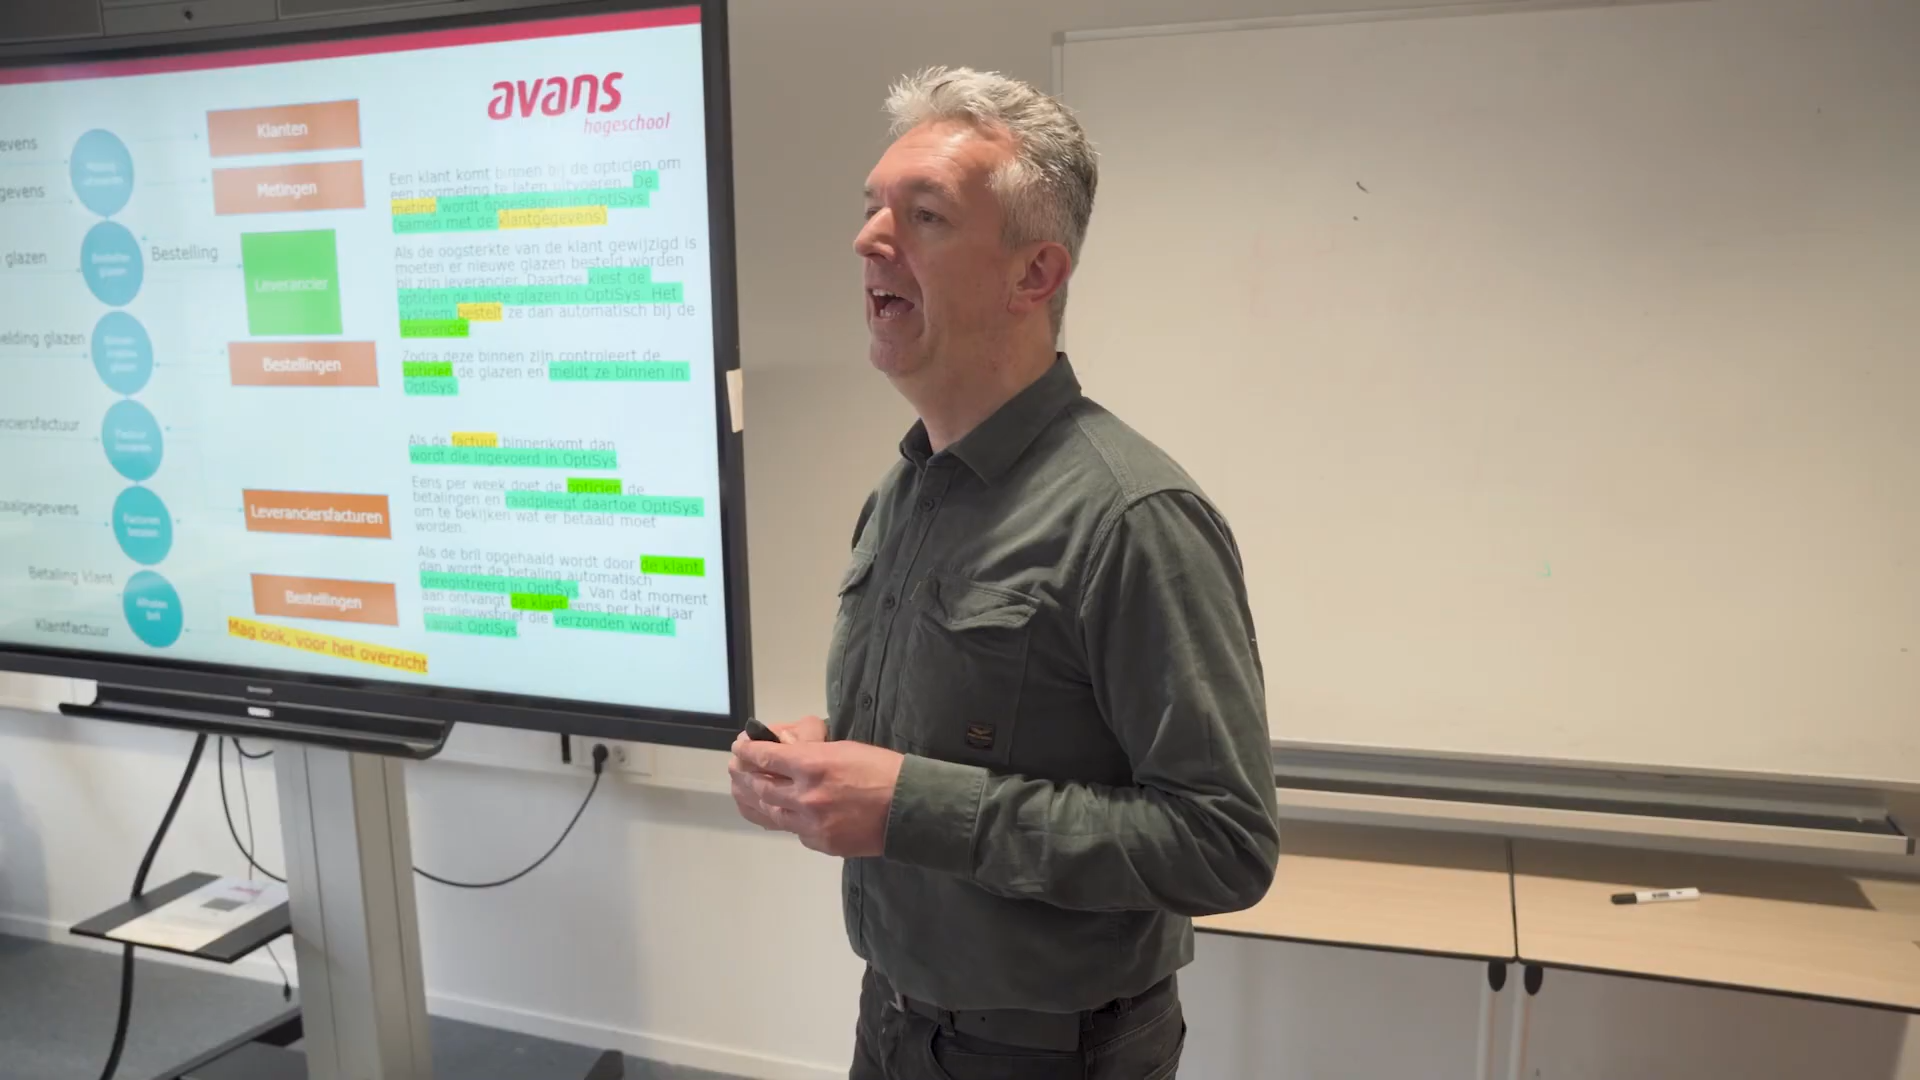 avans
hogeschool
evens
gevens
glazen
elding glazen
nciersfactuur
taalgegevens
Betaling klant
Klantfactuur
Bestelling
Facturen
betalen
Klanten
Metingen
Leverancier
Bestellingen
Leveranciersfacturen
Bestellingen
Mag ook, voor het overzicht
Een klant komt binnen bij de opticien om
een oogmeting te laten uitvoeren. De
meting wordt opgeslagen in OptiSys
(samen met de klantgegevens)
Als de oogsterkte van de klant gewijzigd is
moeten er nieuwe glazen besteld worden
bij zijn leverancier. Daartoe kiest de
opticien de juiste glazen in OptiSys. Het
systeem bestelt ze dan automatisch bij de
leverancier
Zodra deze binnen zijn controleert de
opticien de glazen en meldt ze binnen in
OptiSys.
Als de factuur binnenkomt dan
wordt die ingevoerd in OptiSys.
Eens per week doet de opticien de
betalingen en raadpleegt daartoe OptiSys
om te bekijken wat er betaald moet
worden.
Als de bril opgehaald wordt door de klant,
dan wordt de betaling automatisch
geregistreerd in OptiSys. Van dat moment
aan ontvangt de klant eens per half jaar
een nieuwsbrief die verzonden wordt
vanuit OptiSys.